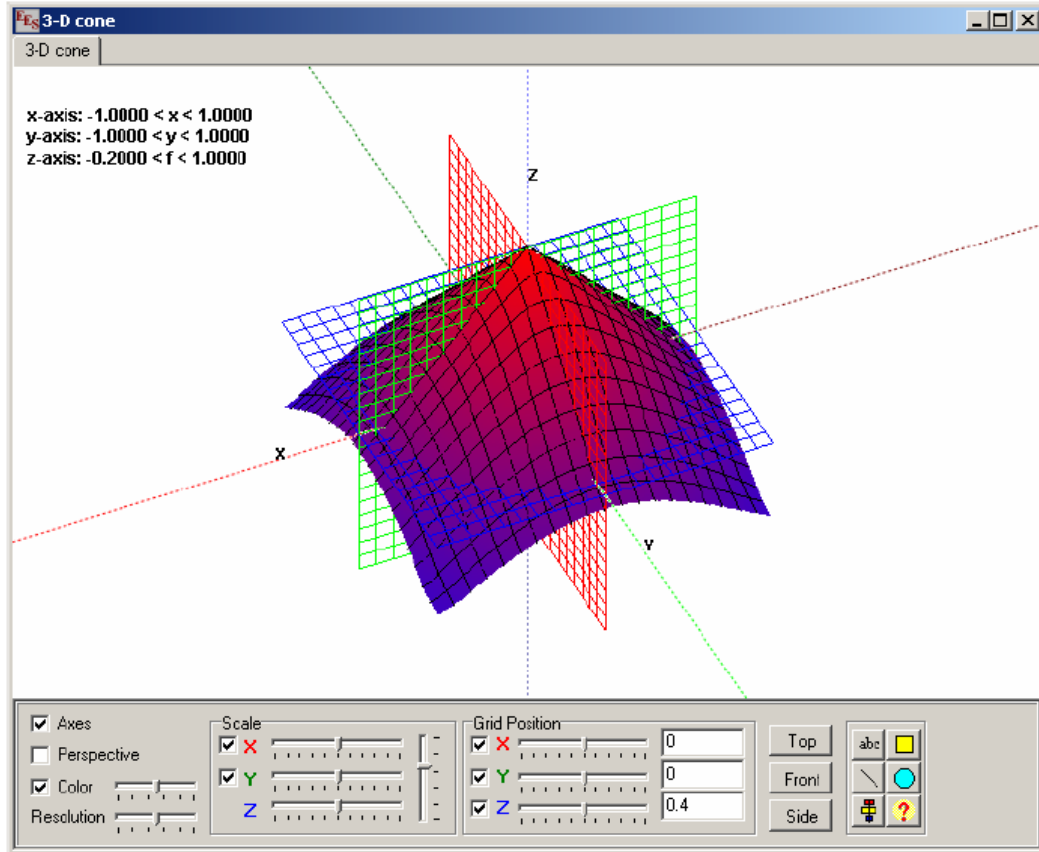 EES 3-D cone
3-D cone
x-axis: -1.0000 < x < 1.0000
y-axis: -1.0000 < y < 1.0000
z-axis: -0.2000 < f < 1.0000
Z
X
Y
Axes
Perspective
Color
Resolution
Scale
X
Y
Z
Grid Position
X 0
Y 0
Z 0.4
Top
Front
Side
abc
?